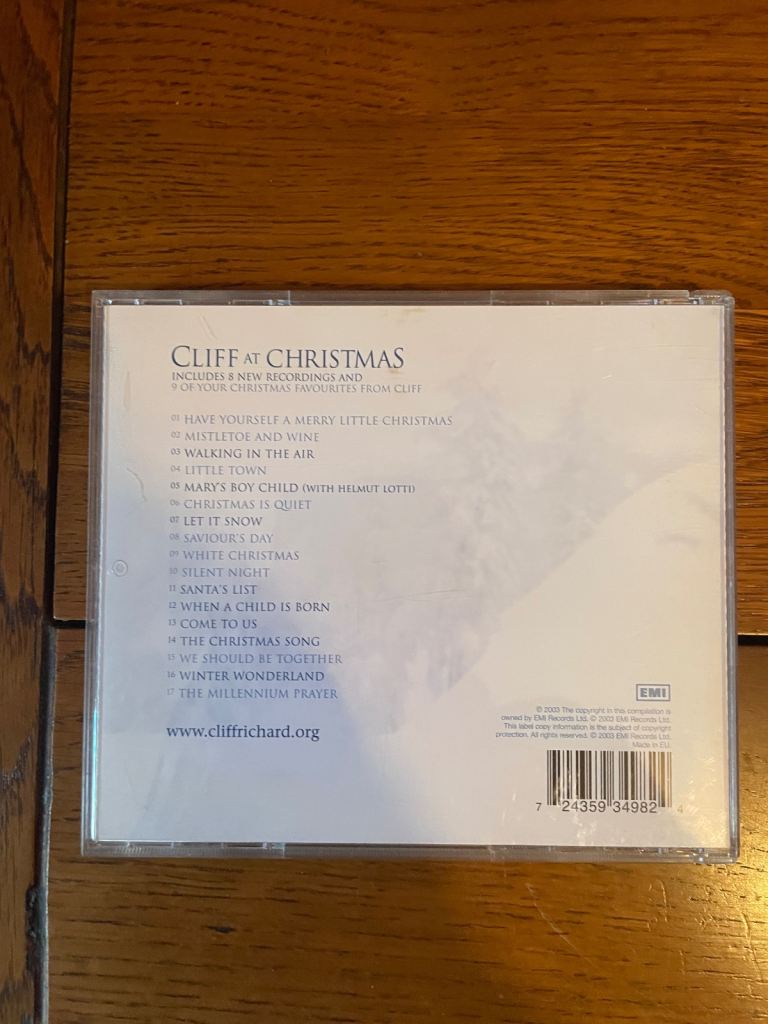 CLIFF AT CHRISTMAS
INCLUDES 8 NEW RECORDINGS AND
9 OF YOUR CHRISTMAS FAVOURITES FROM CLIFF
01 HAVE YOURSELF A MERRY LITTLE CHRISTMAS
02 MISTLETOE AND WINE
03 WALKING IN THE AIR
04 LITTLE TOWN
05 MARY'S BOY CHILD (WITH HELMUT LOTTI)
06 CHRISTMAS IS QUIET
07 LET IT SNOW
08 SAVIOUR'S DAY
09 WHITE CHRISTMAS
10 SILENT NIGHT
11 SANTA'S LIST
12 WHEN A CHILD IS BORN
13 COME TO US
14 THE CHRISTMAS SONG
15 WE SHOULD BE TOGETHER
16 WINTER WONDERLAND
17 THE MILLENNIUM PRAYER
www.cliffrichard.org
EMI
℗ 2003 The copyright in this compilation is
owned by EMI Records Ltd. © 2003 EMI Records Ltd.
This label copy information is the subject of copyright
protection. All rights reserved. © 2003 EMI Records Ltd.
Made in EU.
7 24359 34982 4